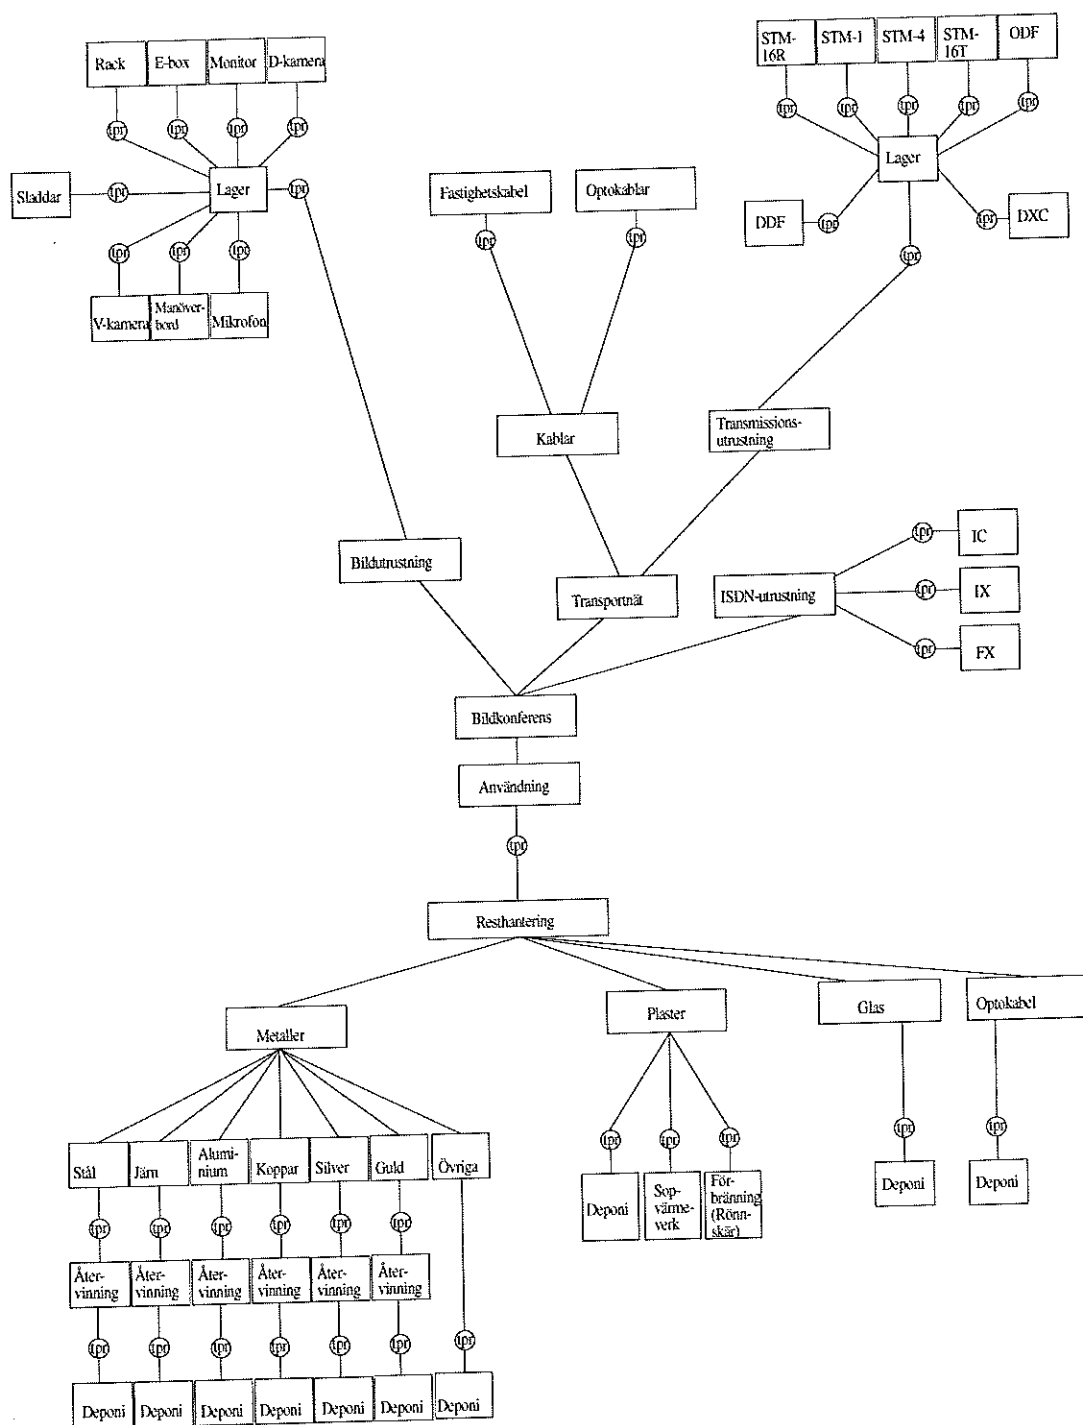 STM-
16R
STM-1
STM-4
STM-
16T
ODF
Rack
E-box
Monitor
D-kamera
tpr
tpr
tpr
tpr
tpr
tpr
tpr
tpr
tpr
Lager
Lager
Sladdar
tpr
tpr
Fastighetskabel
Optokablar
DDF
tpr
tpr
DXC
tpr
tpr
tpr
tpr
tpr
tpr
V-kamera
Manöver-
bord
Mikrofon
Kablar
Transmissions-
utrustning
tpr
IC
Bildutrustning
Transportnät
ISDN-utrustning
tpr
IX
tpr
FX
Bildkonferens
Användning
tpr
Resthantering
Metaller
Plaster
Glas
Optokabel
tpr
tpr
tpr
tpr
tpr
Stål
Järn
Alumi-
nium
Koppar
Silver
Guld
Övriga
Deponi
Sop-
värme-
verk
För-
bränning
(Rönn-
skär)
Deponi
Deponi
tpr
tpr
tpr
tpr
tpr
tpr
Åter-
vinning
Åter-
vinning
Åter-
vinning
Åter-
vinning
Åter-
vinning
Åter-
vinning
tpr
tpr
tpr
tpr
tpr
tpr
tpr
Deponi
Deponi
Deponi
Deponi
Deponi
Deponi
Deponi